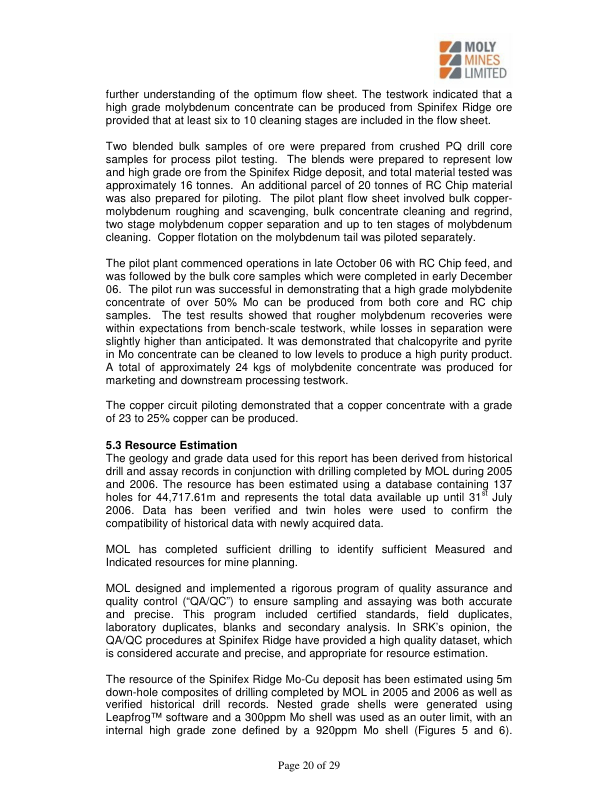 MOLY
MINES
LIMITED
further understanding of the optimum flow sheet. The testwork indicated that a
high grade molybdenum concentrate can be produced from Spinifex Ridge ore
provided that at least six to 10 cleaning stages are included in the flow sheet.
Two blended bulk samples of ore were prepared from crushed PQ drill core
samples for process pilot testing.  The blends were prepared to represent low
and high grade ore from the Spinifex Ridge deposit, and total material tested was
approximately 16 tonnes.  An additional parcel of 20 tonnes of RC Chip material
was also prepared for piloting.  The pilot plant flow sheet involved bulk copper-
molybdenum roughing and scavenging, bulk concentrate cleaning and regrind,
two stage molybdenum copper separation and up to ten stages of molybdenum
cleaning.  Copper flotation on the molybdenum tail was piloted separately.
The pilot plant commenced operations in late October 06 with RC Chip feed, and
was followed by the bulk core samples which were completed in early December
06.  The pilot run was successful in demonstrating that a high grade molybdenite
concentrate of over 50% Mo can be produced from both core and RC chip
samples.  The test results showed that rougher molybdenum recoveries were
within expectations from bench-scale testwork, while losses in separation were
slightly higher than anticipated. It was demonstrated that chalcopyrite and pyrite
in Mo concentrate can be cleaned to low levels to produce a high purity product.
A total of approximately 24 kgs of molybdenite concentrate was produced for
marketing and downstream processing testwork.
The copper circuit piloting demonstrated that a copper concentrate with a grade
of 23 to 25% copper can be produced.
5.3 Resource Estimation
The geology and grade data used for this report has been derived from historical
drill and assay records in conjunction with drilling completed by MOL during 2005
and 2006. The resource has been estimated using a database containing 137
holes for 44,717.61m and represents the total data available up until 31st July
2006. Data has been verified and twin holes were used to confirm the
compatibility of historical data with newly acquired data.
MOL has completed sufficient drilling to identify sufficient Measured and
Indicated resources for mine planning.
MOL designed and implemented a rigorous program of quality assurance and
quality control (“QA/QC”) to ensure sampling and assaying was both accurate
and precise. This program included certified standards, field duplicates,
laboratory duplicates, blanks and secondary analysis. In SRK’s opinion, the
QA/QC procedures at Spinifex Ridge have provided a high quality dataset, which
is considered accurate and precise, and appropriate for resource estimation.
The resource of the Spinifex Ridge Mo-Cu deposit has been estimated using 5m
down-hole composites of drilling completed by MOL in 2005 and 2006 as well as
verified historical drill records. Nested grade shells were generated using
Leapfrog™ software and a 300ppm Mo shell was used as an outer limit, with an
internal high grade zone defined by a 920ppm Mo shell (Figures 5 and 6).
Page 20 of 29